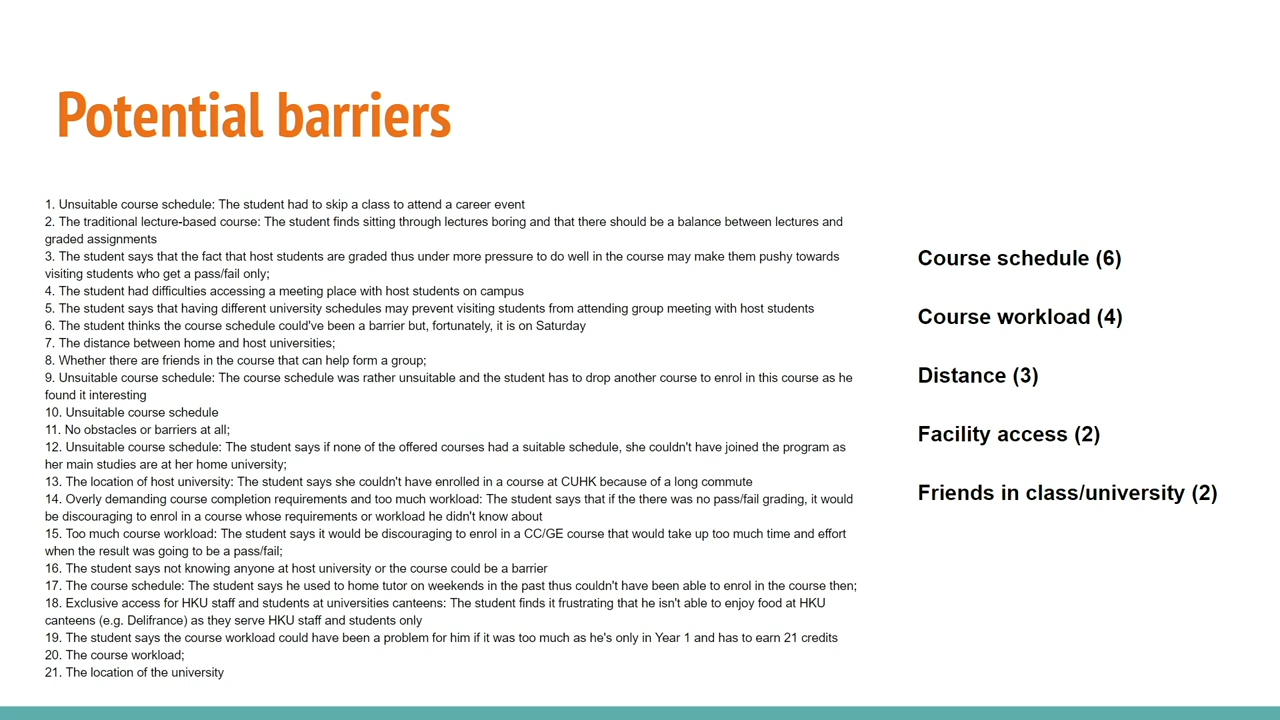 Potential barriers
1. Unsuitable course schedule: The student had to skip a class to attend a career event
2. The traditional lecture-based course: The student finds sitting through lectures boring and that there should be a balance between lectures and
graded assignments
3. The student says that the fact that host students are graded thus under more pressure to do well in the course may make them pushy towards
visiting students who get a pass/fail only;
4. The student had difficulties accessing a meeting place with host students on campus
5. The student says that having different university schedules may prevent visiting students from attending group meeting with host students
6. The student thinks the course schedule could've been a barrier but, fortunately, it is on Saturday
7. The distance between home and host universities;
8. Whether there are friends in the course that can help form a group;
9. Unsuitable course schedule: The course schedule was rather unsuitable and the student has to drop another course to enrol in this course as he
found it interesting
10. Unsuitable course schedule
11. No obstacles or barriers at all;
12. Unsuitable course schedule: The student says if none of the offered courses had a suitable schedule, she couldn't have joined the program as
her main studies are at her home university;
13. The location of host university: The student says she couldn't have enrolled in a course at CUHK because of a long commute
14. Overly demanding course completion requirements and too much workload: The student says that if the there was no pass/fail grading, it would
be discouraging to enrol in a course whose requirements or workload he didn't know about
15. Too much course workload: The student says it would be discouraging to enrol in a CC/GE course that would take up too much time and effort
when the result was going to be a pass/fail;
16. The student says not knowing anyone at host university or the course could be a barrier
17. The course schedule: The student says he used to home tutor on weekends in the past thus couldn't have been able to enrol in the course then;
18. Exclusive access for HKU staff and students at universities canteens: The student finds it frustrating that he isn't able to enjoy food at HKU
canteens (e.g. Delifrance) as they serve HKU staff and students only
19. The student says the course workload could have been a problem for him if it was too much as he's only in Year 1 and has to earn 21 credits
20. The course workload;
21. The location of the university
Course schedule (6)
Course workload (4)
Distance (3)
Facility access (2)
Friends in class/university (2)